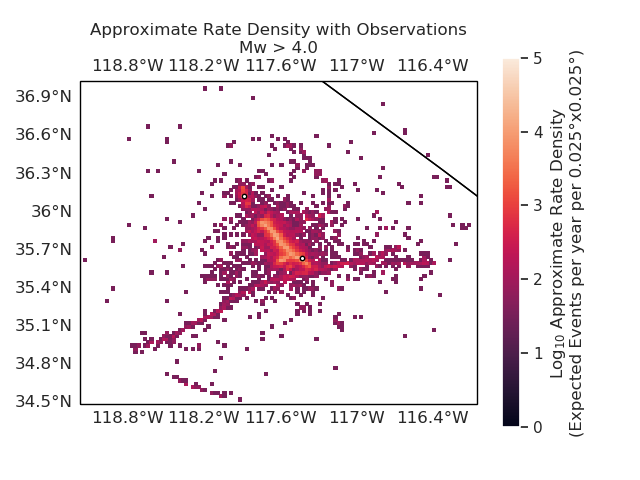 Approximate Rate Density with Observations
Mw > 4.0
118.8°W 118.2°W 117.6°W 117°W 116.4°W
36.9°N
36.6°N
36.3°N
36°N
35.7°N
35.4°N
35.1°N
34.8°N
34.5°N
118.8°W 118.2°W 117.6°W 117°W 116.4°W
5
4
3
2
1
0
Log₁₀ Approximate Rate Density
(Expected Events per year per 0.025°x0.025°)